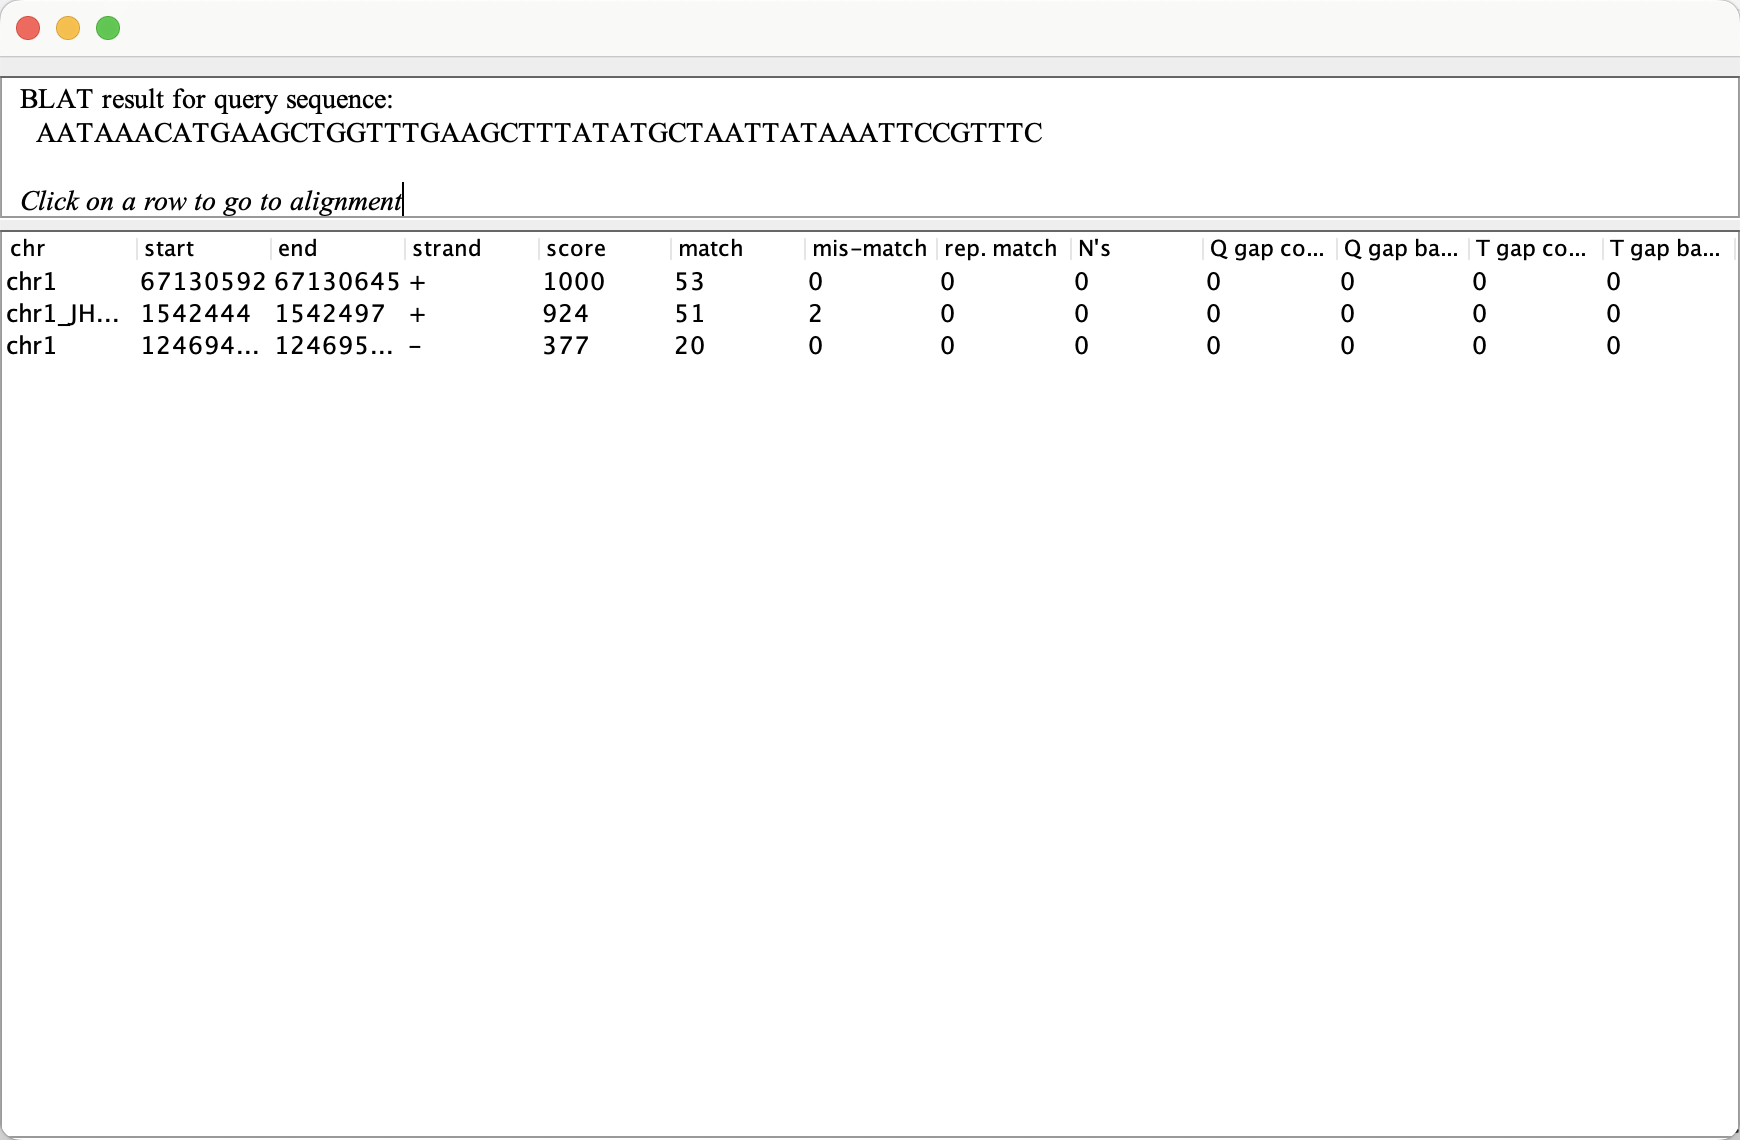 BLAT result for query sequence:
AATAAACATGAAGCTGGTTTGAAGCTTTATATGCTAATTATAAATTCCGTTTC
Click on a row to go to alignment
chr start end strand score match mis-match rep. match N's Q gap co... Q gap ba... T gap co... T gap ba...
chr1 67130592 67130645 + 1000 53 0 0 0 0 0 0 0
chr1_JH... 1542444 1542497 + 924 51 2 0 0 0 0 0 0
chr1 124694... 124695... - 377 20 0 0 0 0 0 0 0